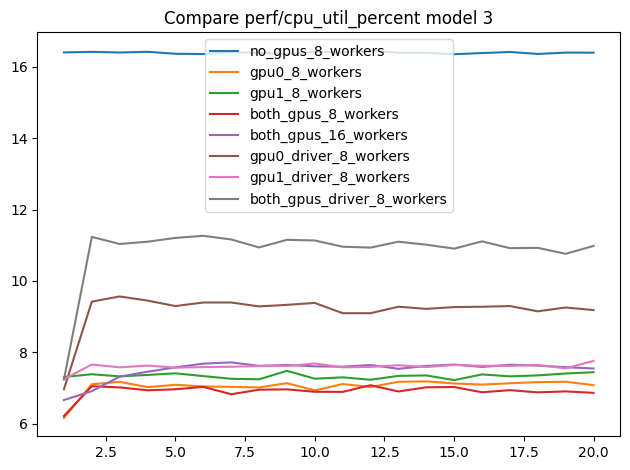 Compare perf/cpu_util_percent model 3
no_gpus_8_workers
gpu0_8_workers
gpu1_8_workers
both_gpus_8_workers
both_gpus_16_workers
gpu0_driver_8_workers
gpu1_driver_8_workers
both_gpus_driver_8_workers
16
14
12
10
8
6
2.5 5.0 7.5 10.0 12.5 15.0 17.5 20.0